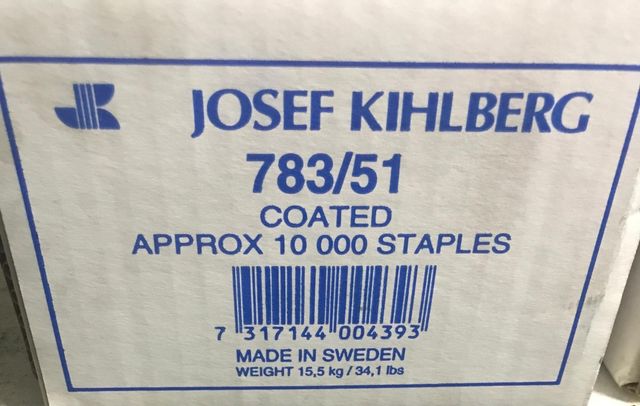 JOSEF KIHLBERG
783/51
COATED
APPROX 10 000 STAPLES
7 317144 004393
MADE IN SWEDEN
WEIGHT 15,5 kg / 34,1 lbs